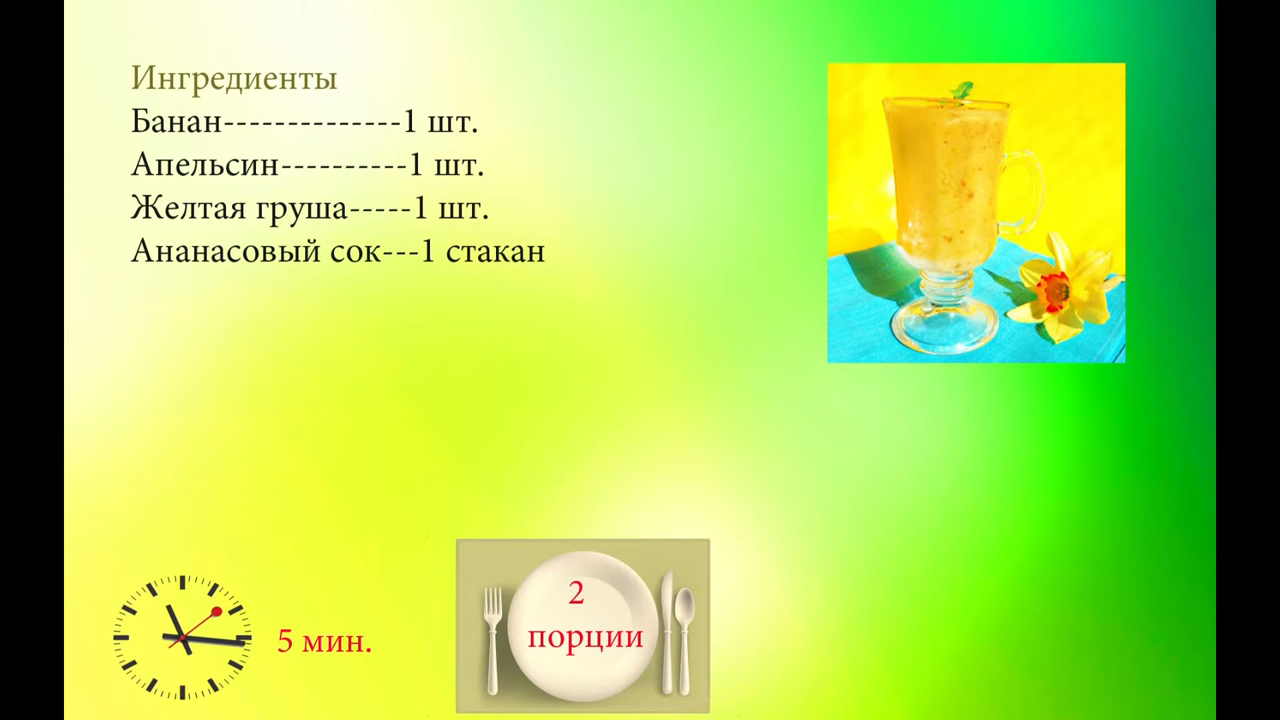 Ингредиенты
Банан--------------1 шт.
Апельсин----------1 шт.
Желтая груша-----1 шт.
Ананасовый сок---1 стакан
5 мин.
2
порции